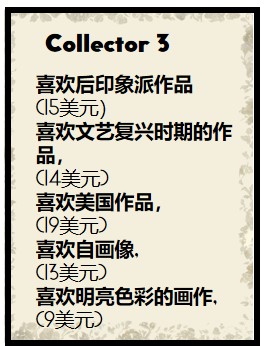 Collector 3
喜欢后印象派作品
(15美元)
喜欢文艺复兴时期的作
品，
(14美元)
喜欢美国作品，
(19美元)
喜欢自画像.
(13美元)
喜欢明亮色彩的画作.
(9美元)